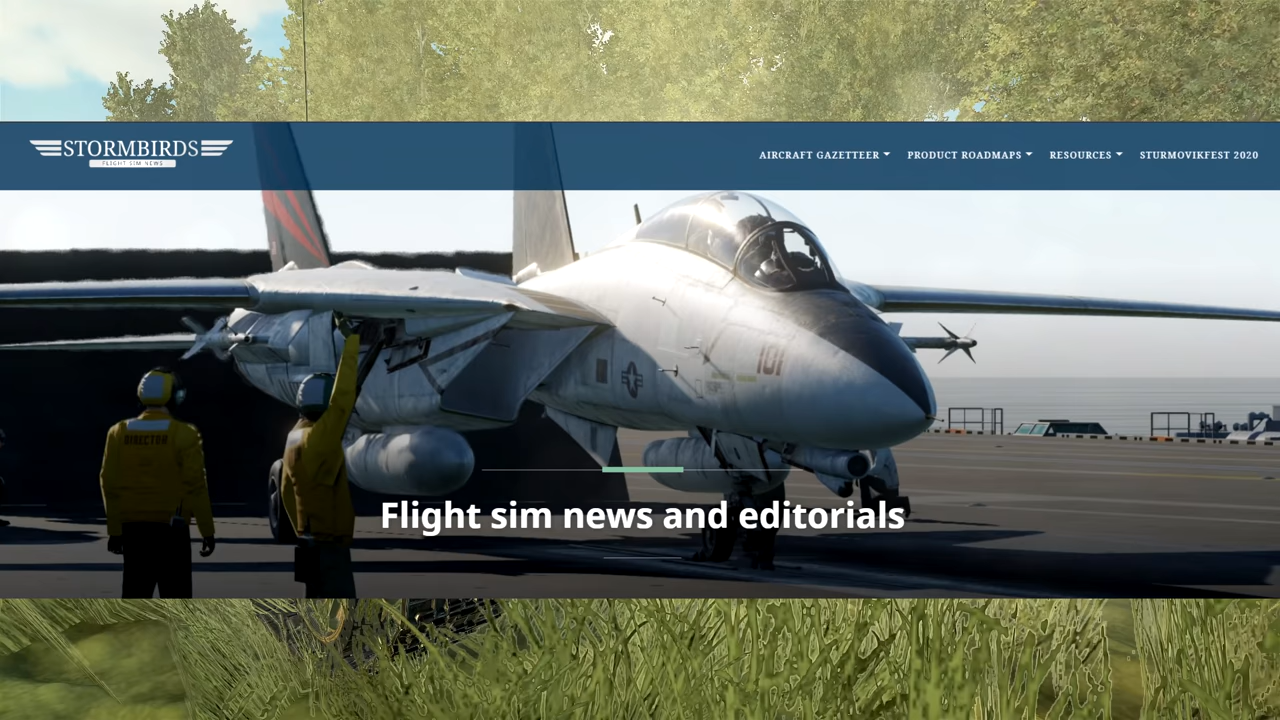 STORMBIRDS
FLIGHT SIM NEWS
AIRCRAFT GAZETTEER PRODUCT ROADMAPS RESOURCES STURMOVIKFEST 2020
101
DIRECTOR
Flight sim news and editorials